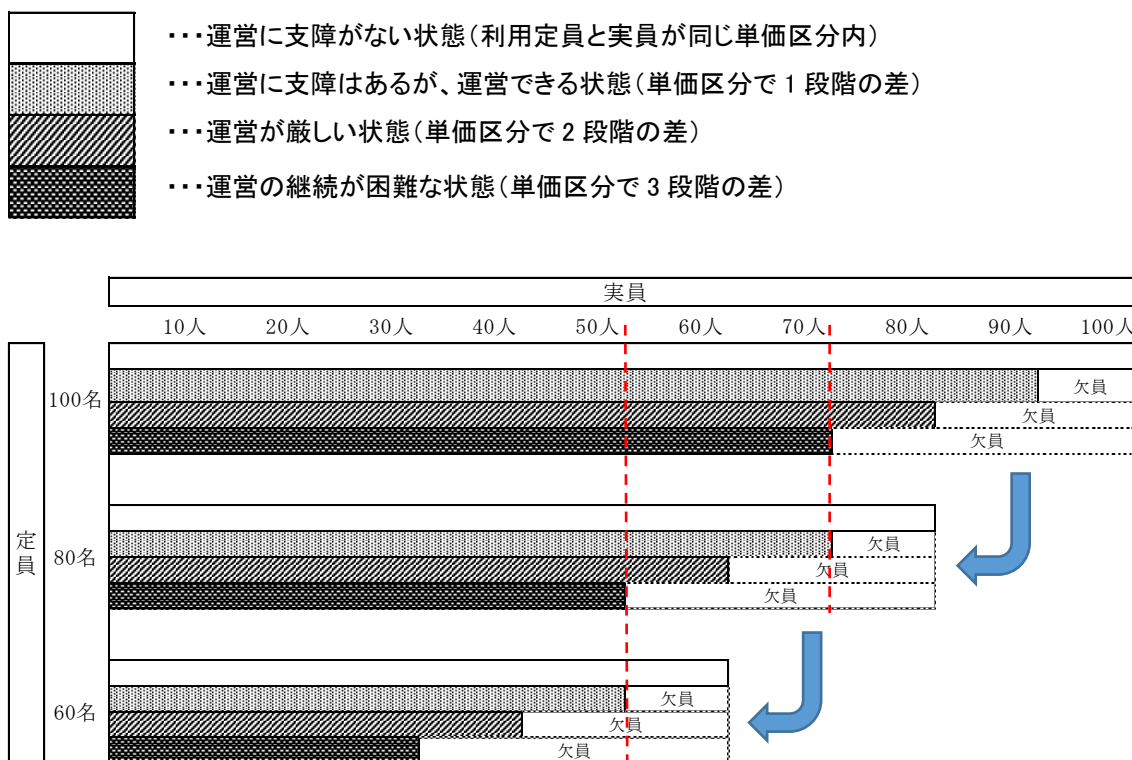 ・・・運営に支障がない状態（利用定員と実員が同じ単価区分内）
・・・運営に支障はあるが、運営できる状態（単価区分で１段階の差）
・・・運営が厳しい状態（単価区分で２段階の差）
・・・運営の継続が困難な状態（単価区分で３段階の差）
実員
10人 20人 30人 40人 50人 60人 70人 80人 90人 100人
定員
100名
欠員
欠員
欠員
80名
欠員
欠員
欠員
60名
欠員
欠員
欠員